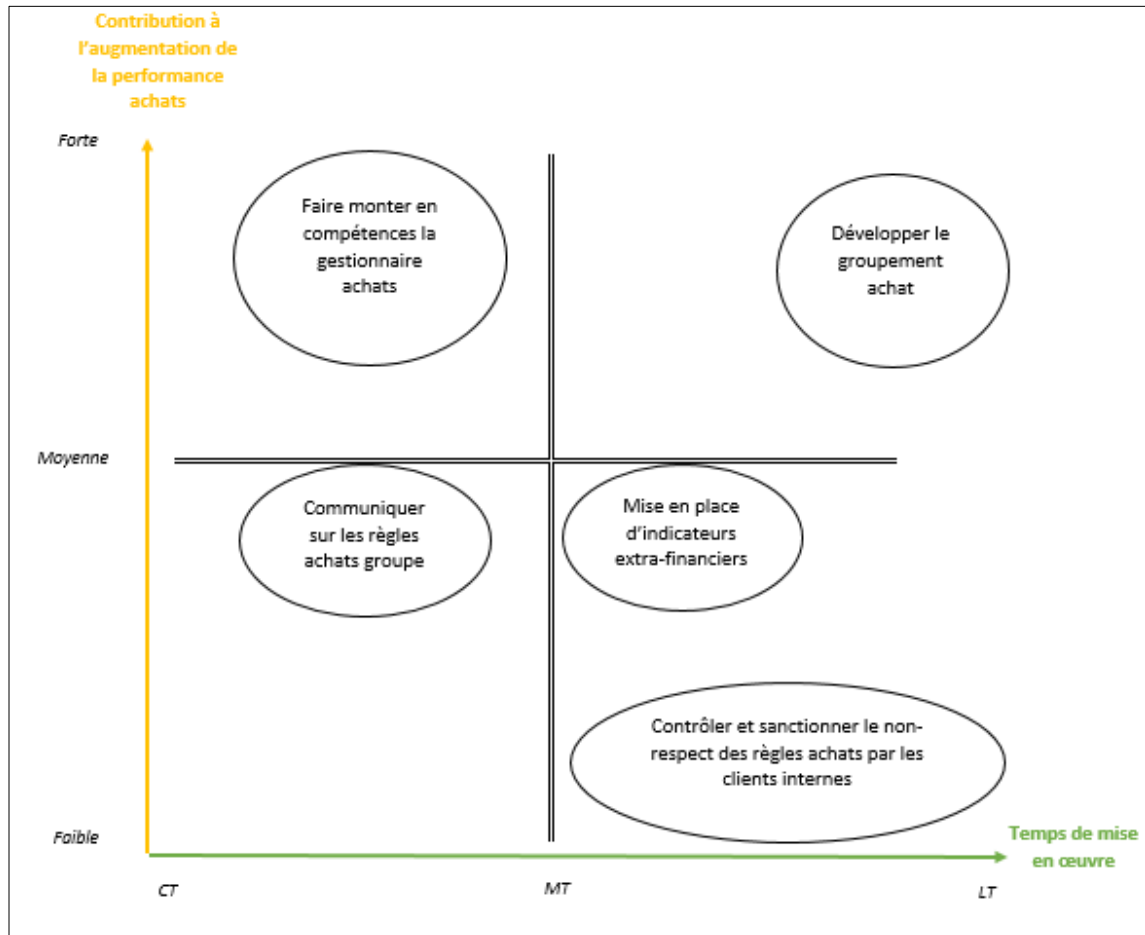 Contribution à
l'augmentation de
la performance
achats
Forte
Faire monter en
compétences la
gestionnaire
achats
Développer le
groupement
achat
Moyenne
Communiquer
sur les règles
achats groupe
Mise en place
d'indicateurs
extra-financiers
Contrôler et sanctionner le non-
respect des règles achats par les
clients internes
Faible
Temps de mise
en œuvre
CT
MT
LT